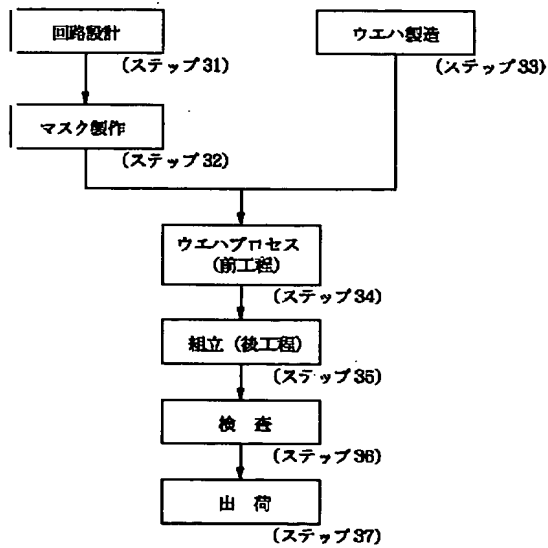 回路設計
(ステップ31)
ウエハ製造
(ステップ33)
マスク製作
(ステップ32)
ウエハプロセス
(前工程)
(ステップ34)
組立(後工程)
(ステップ35)
検 査
(ステップ36)
出 荷
(ステップ37)